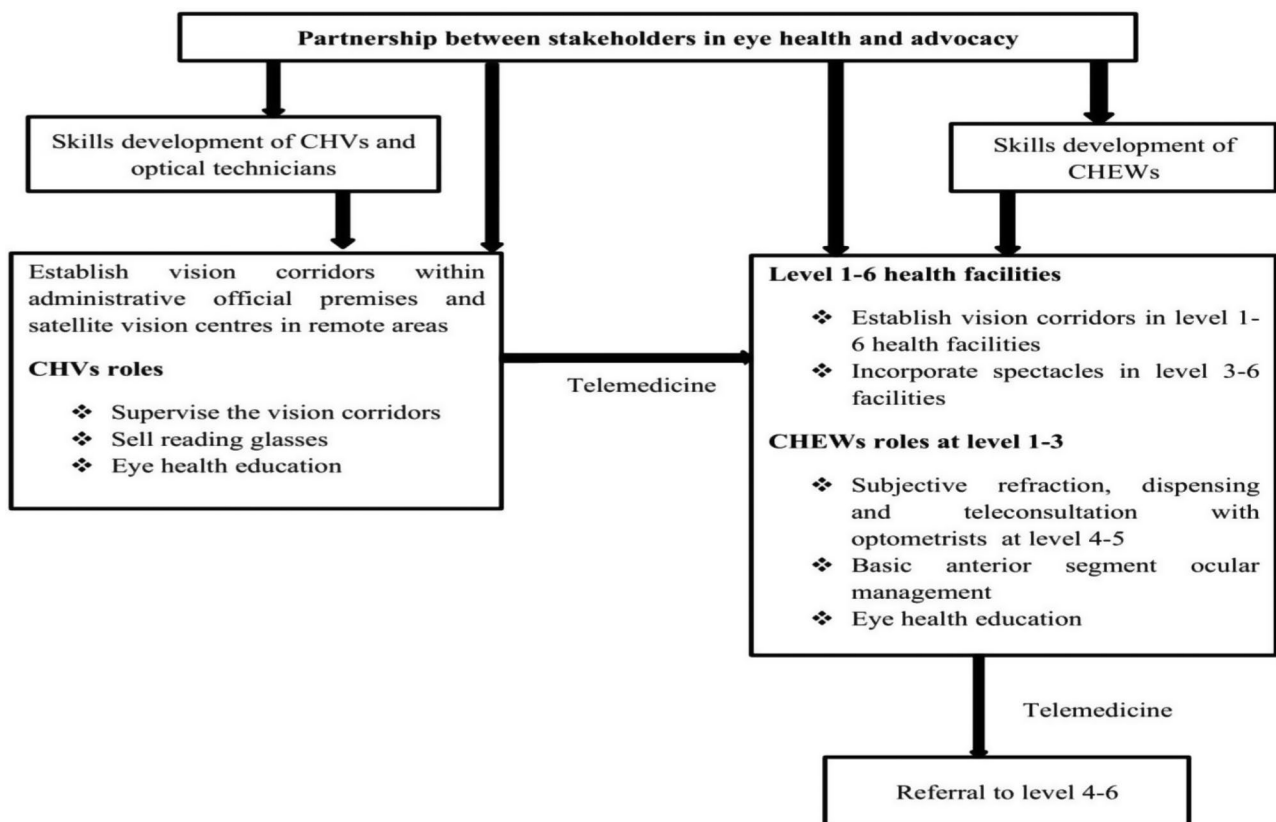 Partnership between stakeholders in eye health and advocacy
Skills development of CHVs and
optical technicians
Skills development of
CHEWs
Establish vision corridors within
administrative official premises and
satellite vision centres in remote areas
CHVs roles
❖ Supervise the vision corridors
❖ Sell reading glasses
❖ Eye health education
Telemedicine
Level 1-6 health facilities
❖ Establish vision corridors in level 1-
6 health facilities
❖ Incorporate spectacles in level 3-6
facilities
CHEWs roles at level 1-3
❖ Subjective refraction, dispensing
and teleconsultation with
optometrists at level 4-5
❖ Basic anterior segment ocular
management
❖ Eye health education
Telemedicine
Referral to level 4-6